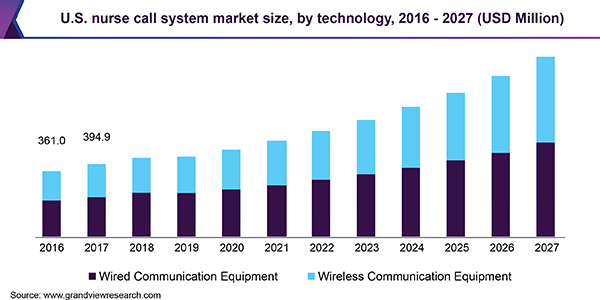 U.S. nurse call system market size, by technology, 2016 - 2027 (USD Million)
361.0
394.9
2016 2017 2018 2019 2020 2021 2022 2023 2024 2025 2026 2027
Wired Communication Equipment Wireless Communication Equipment
Source: www.grandviewresearch.com